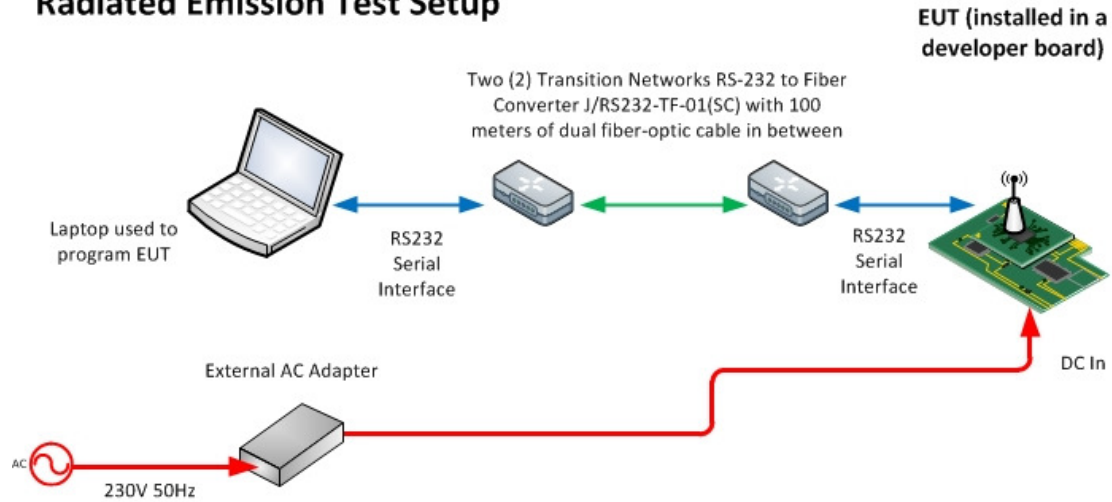 Radiated Emission Test Setup
EUT (installed in a
developer board)
Two (2) Transition Networks RS-232 to Fiber
Converter J/RS232-TF-01(SC) with 100
meters of dual fiber-optic cable in between
Laptop used to
program EUT
RS232
Serial
Interface
RS232
Serial
Interface
External AC Adapter
DC In
AC
230V 50Hz